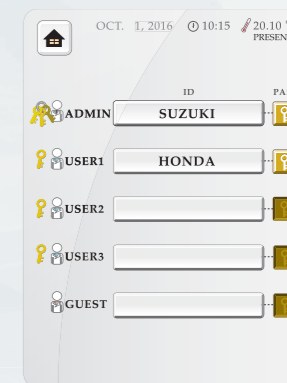 OCT. 1, 2016 10:15 20.10
PRESEN
ID PA
ADMIN SUZUKI
USER1 HONDA
USER2
USER3
GUEST